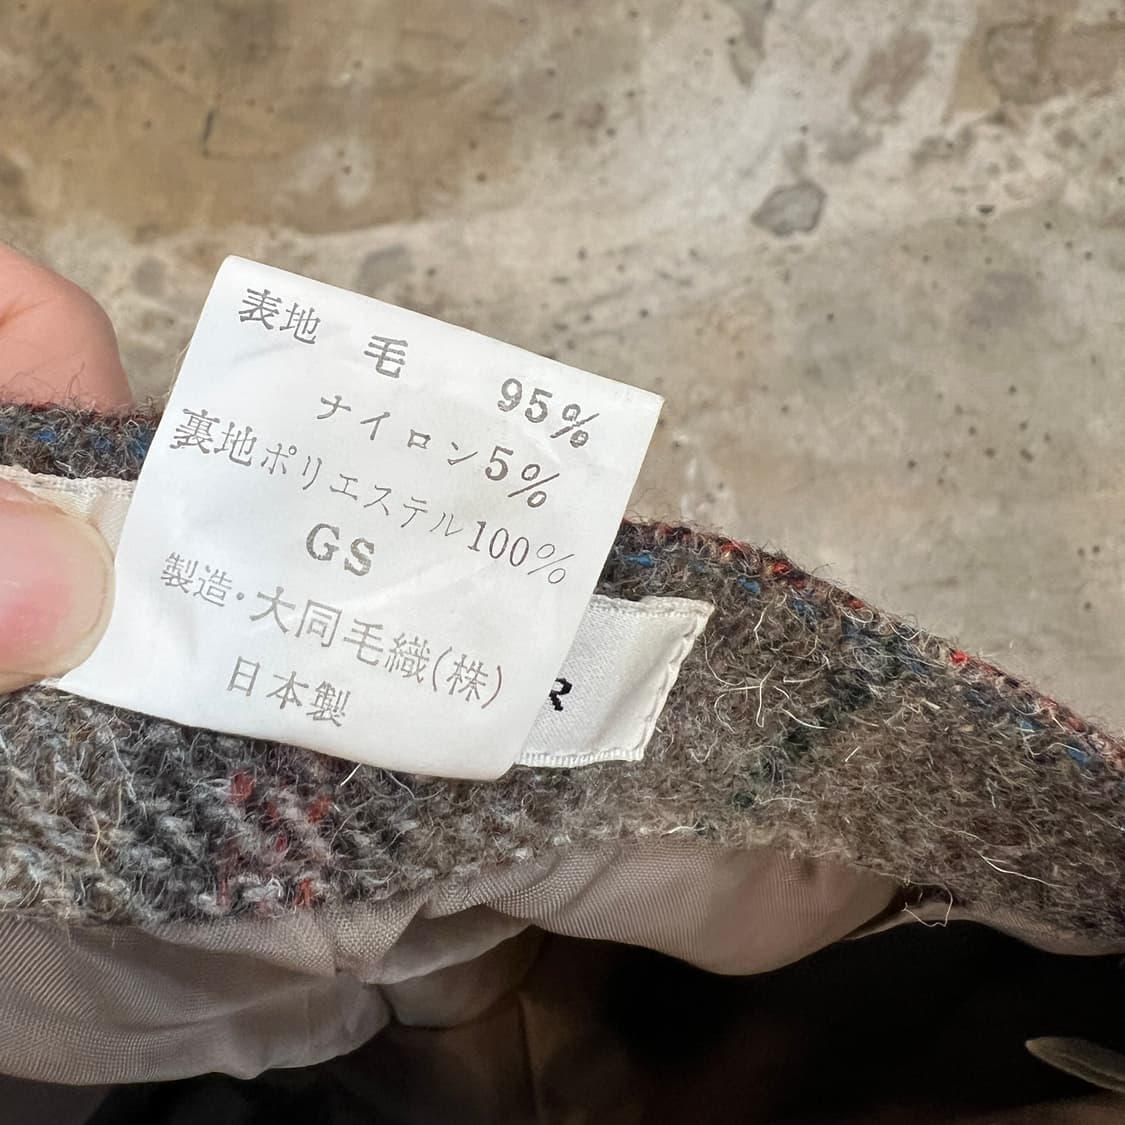 表地 毛 95%
ナイロン5%
裏地ポリエステル100%
GS
製造・大同毛織(株)
日本製
R